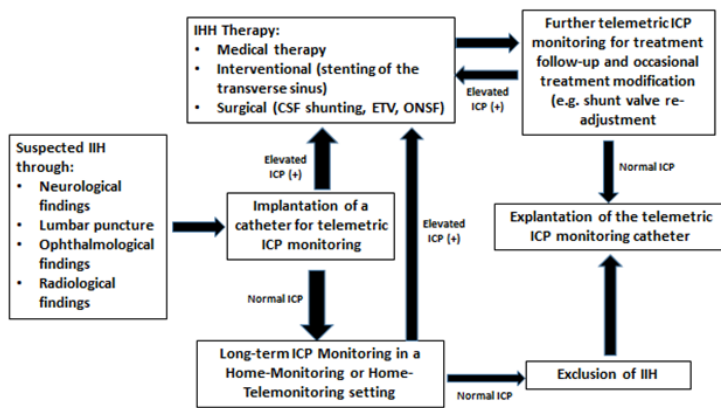 IHH Therapy:
• Medical therapy
• Interventional (stenting of the
transverse sinus)
• Surgical (CSF shunting, ETV, ONSF)
Further telemetric ICP
monitoring for treatment
follow-up and occasional
treatment modification
(e.g. shunt valve re-
adjustment
Elevated
ICP (+)
Suspected IIH
through:
• Neurological
findings
• Lumbar puncture
• Ophthalmological
findings
• Radiological
findings
Elevated
ICP (+)
Implantation of a
catheter for telemetric
ICP monitoring
Elevated
ICP (+)
Normal ICP
Explantation of the telemetric
ICP monitoring catheter
Normal ICP
Long-term ICP Monitoring in a
Home-Monitoring or Home-
Telemonitoring setting
Normal ICP
Exclusion of IIH